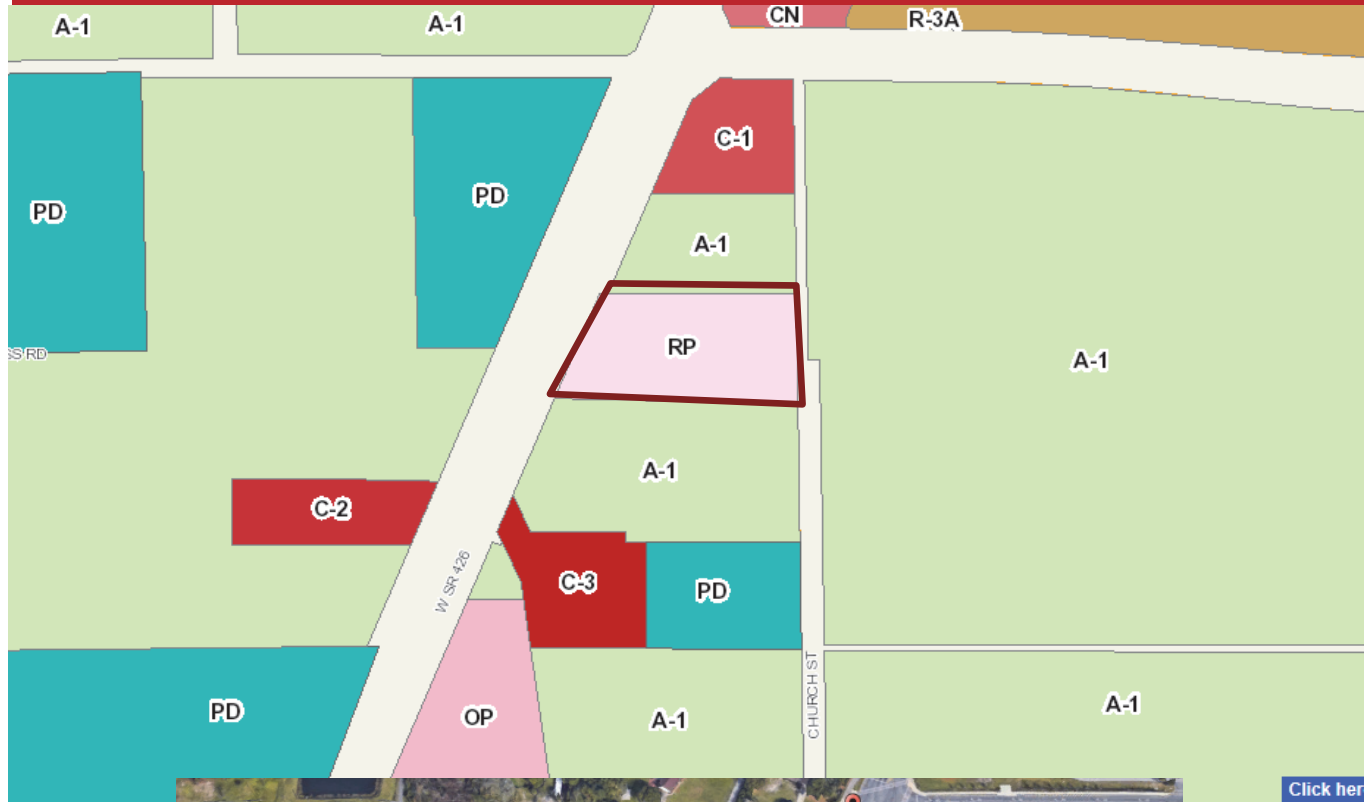 CN
R-3A
A-1
A-1
C-1
PD
PD
A-1
RP
SS RD
A-1
A-1
C-2
W SR 426
C-3
PD
CHURCH ST
PD
OP
A-1
A-1
Click her